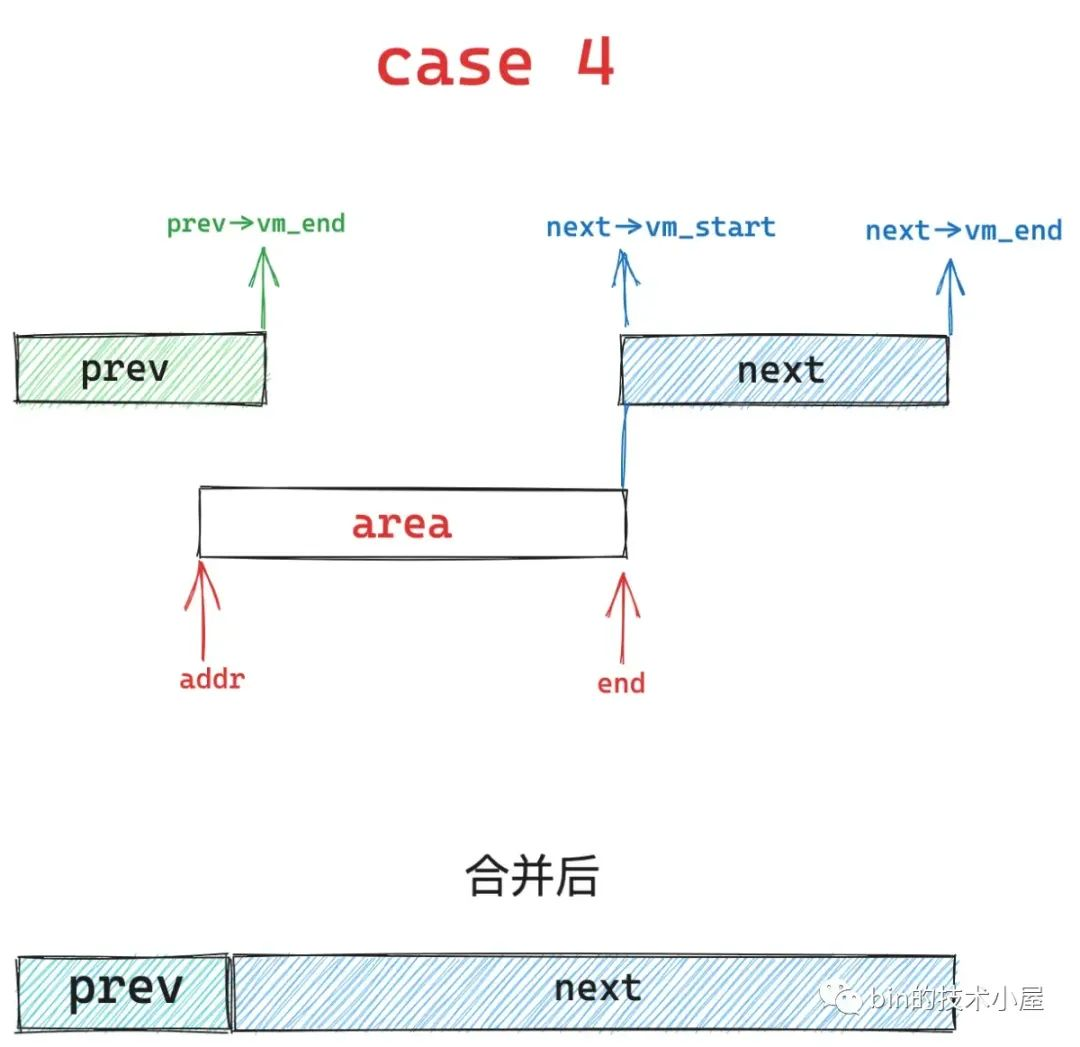 case 4
prev→vm_end
next→vm_start
next→vm_end
prev
next
area
addr
end
合并后
prev
next
bin的技术小屋